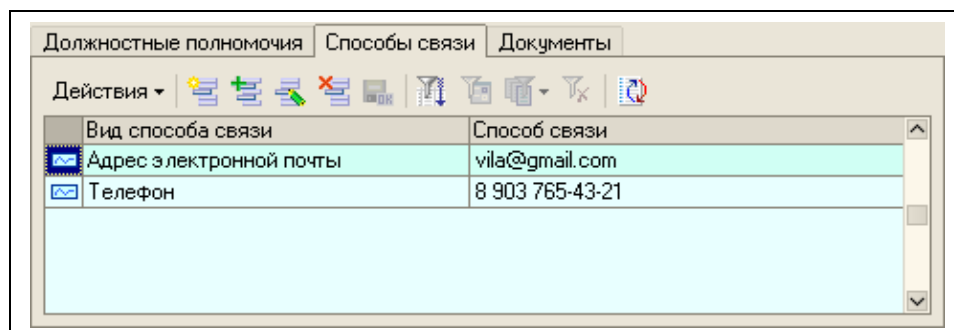 Должностные полномочия Способы связи Документы
Действия
Вид способа связи Способ связи
Адрес электронной почты vila@gmail.com
Телефон 8 903 765-43-21